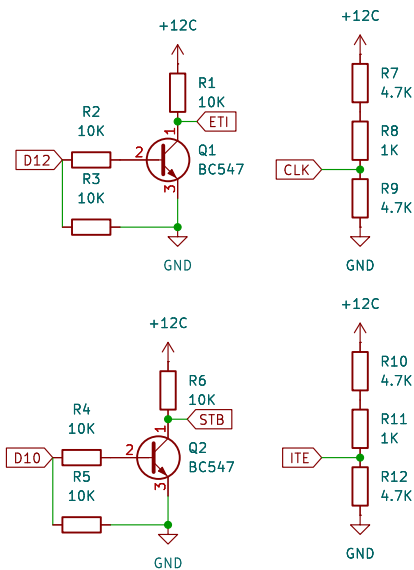 +12C
R1
10K
ETI
R2
10K
D12
2
1
3
Q1
BC547
R3
10K
GND
+12C
R7
4.7K
R8
1K
CLK
R9
4.7K
GND
+12C
R6
10K
STB
R4
10K
D10
2
1
3
Q2
BC547
R5
10K
GND
+12C
R10
4.7K
R11
1K
ITE
R12
4.7K
GND